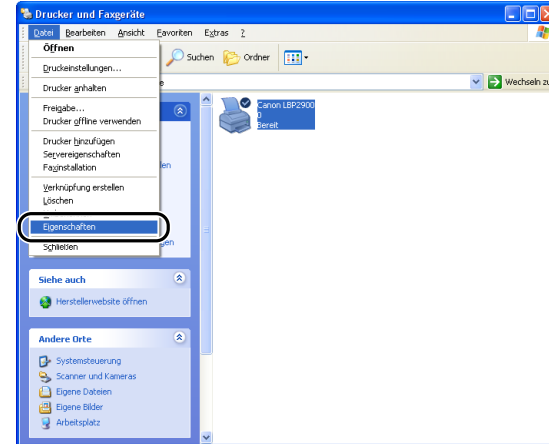 Drucker und Faxgeräte
Datei Bearbeiten Ansicht Favoriten Extras ?
Suchen Ordner
Wechseln zu
Öffnen
Druckeinstellungen...
Drucker anhalten
Freigabe...
Drucker offline verwenden
Drucker hinzufügen
Servereigenschaften
Faxinstallation
Verknüpfung erstellen
Löschen
Eigenschaften
Schließen
Canon LBP2900
0
Bereit
Siehe auch
Herstellerwebsite öffnen
Andere Orte
Systemsteuerung
Scanner und Kameras
Eigene Dateien
Eigene Bilder
Arbeitsplatz